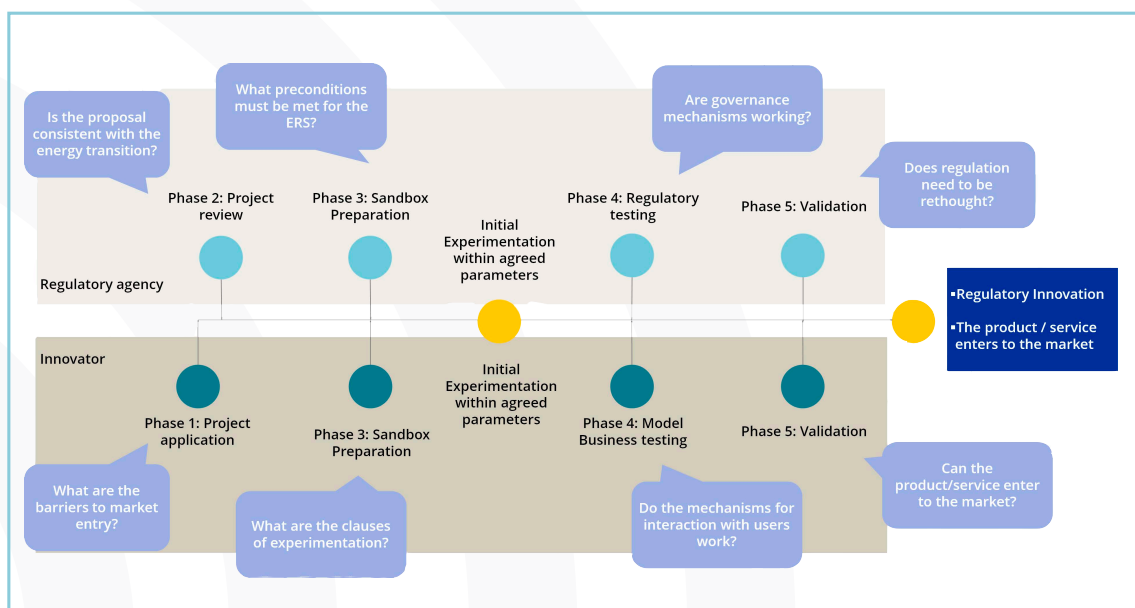 What preconditions
must be met for the
ERS?
Are governance
mechanisms working?
Is the proposal
consistent with the
energy transition?
Does regulation
need to be
rethought?
Phase 2: Project
review
Phase 3: Sandbox
Preparation
Initial
Experimentation
within agreed
parameters
Phase 4: Regulatory
testing
Phase 5: Validation
Regulatory agency
▪Regulatory Innovation
▪The product / service
enters to the market
Innovator
Initial
Experimentation
within agreed
parameters
Phase 1: Project
application
Phase 3: Sandbox
Preparation
Phase 4: Model
Business testing
Phase 5: Validation
What are the
barriers to market
entry?
What are the clauses
of experimentation?
Do the mechanisms for
interaction with users
work?
Can the
product/service enter
to the market?